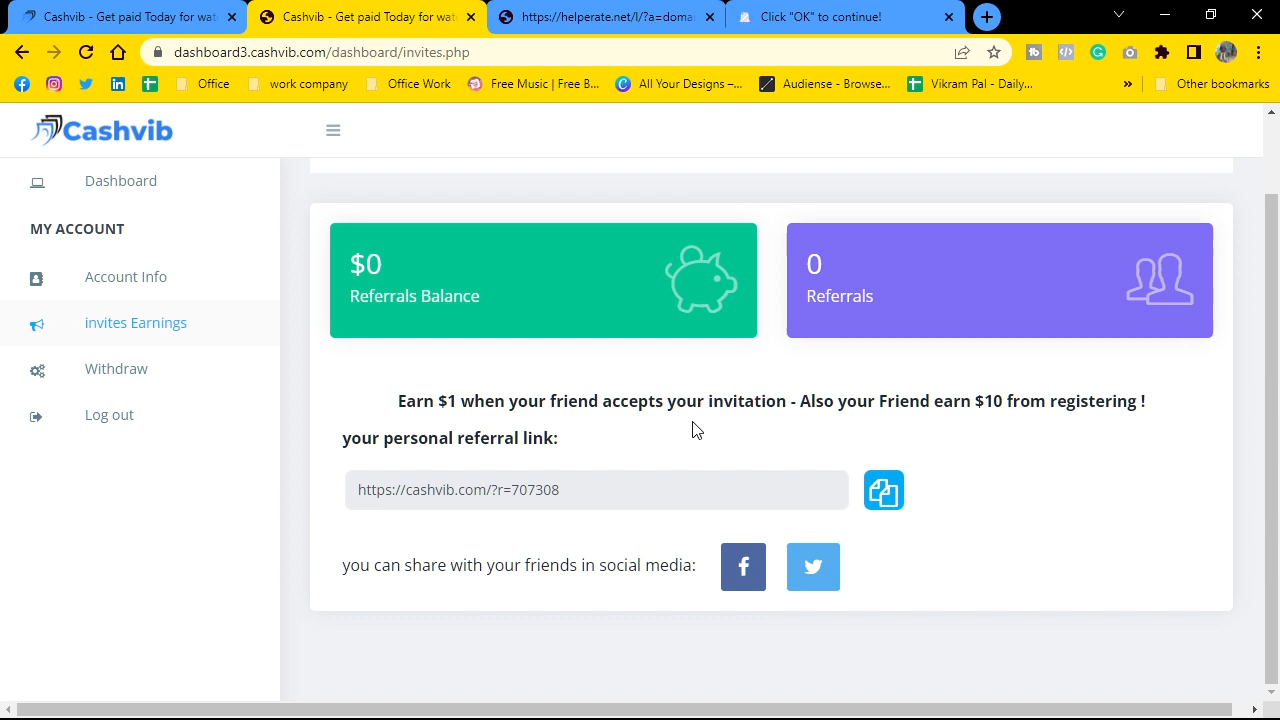 Cashvib - Get paid Today for wat
Cashvib - Get paid Today for wat
https://helperate.net/l/?a=domai
Click "OK" to continue!
dashboard3.cashvib.com/dashboard/invites.php
Office
work company
Office Work
Free Music | Free B...
All Your Designs –...
Audiense - Browse...
Vikram Pal - Daily...
»
Other bookmarks
Cashvib
Dashboard
MY ACCOUNT
Account Info
invites Earnings
Withdraw
Log out
$0
Referrals Balance
0
Referrals
Earn $1 when your friend accepts your invitation - Also your Friend earn $10 from registering !
your personal referral link:
https://cashvib.com/?r=707308
you can share with your friends in social media: